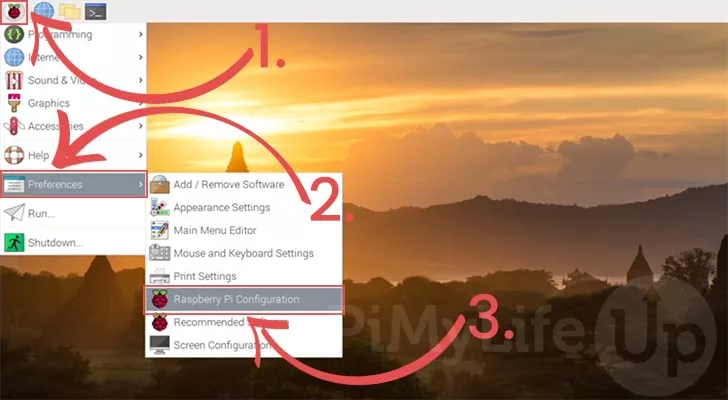 Programming
Internet
Sound & Video
Graphics
Accessories
Help
Preferences
Run...
Shutdown...
Add / Remove Software
Appearance Settings
Main Menu Editor
Mouse and Keyboard Settings
Print Settings
Raspberry Pi Configuration
Recommended
Screen Configuration
1.
2.
3.
PiMyLifeUp